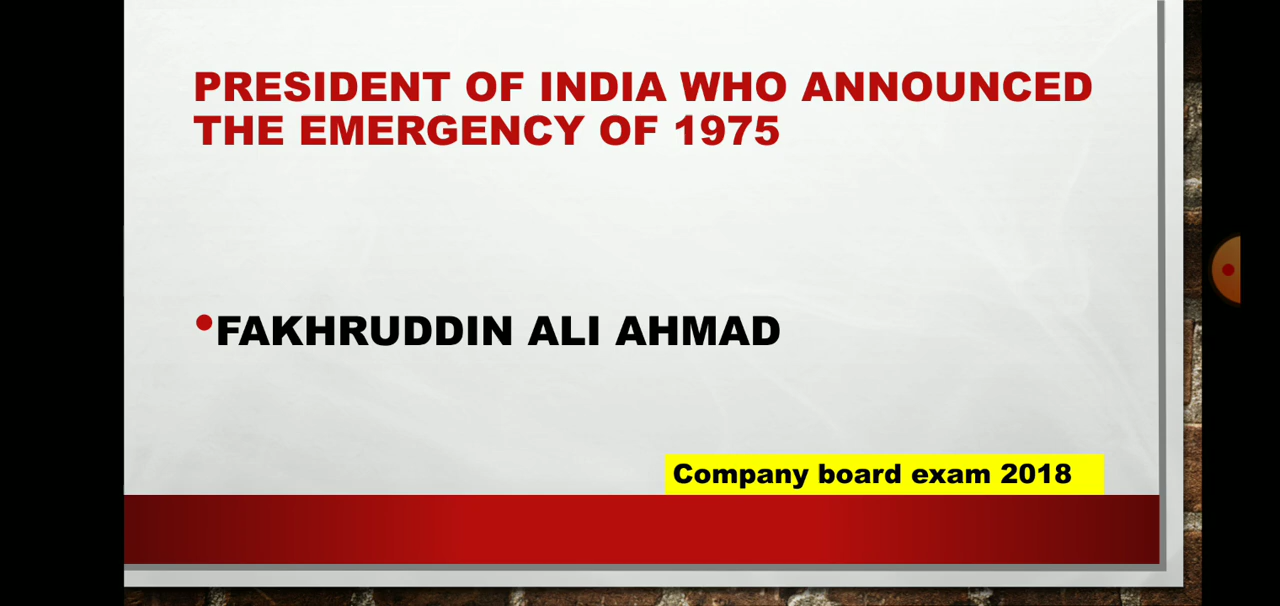 PRESIDENT OF INDIA WHO ANNOUNCED
THE EMERGENCY OF 1975
•FAKHRUDDIN ALI AHMAD
Company board exam 2018